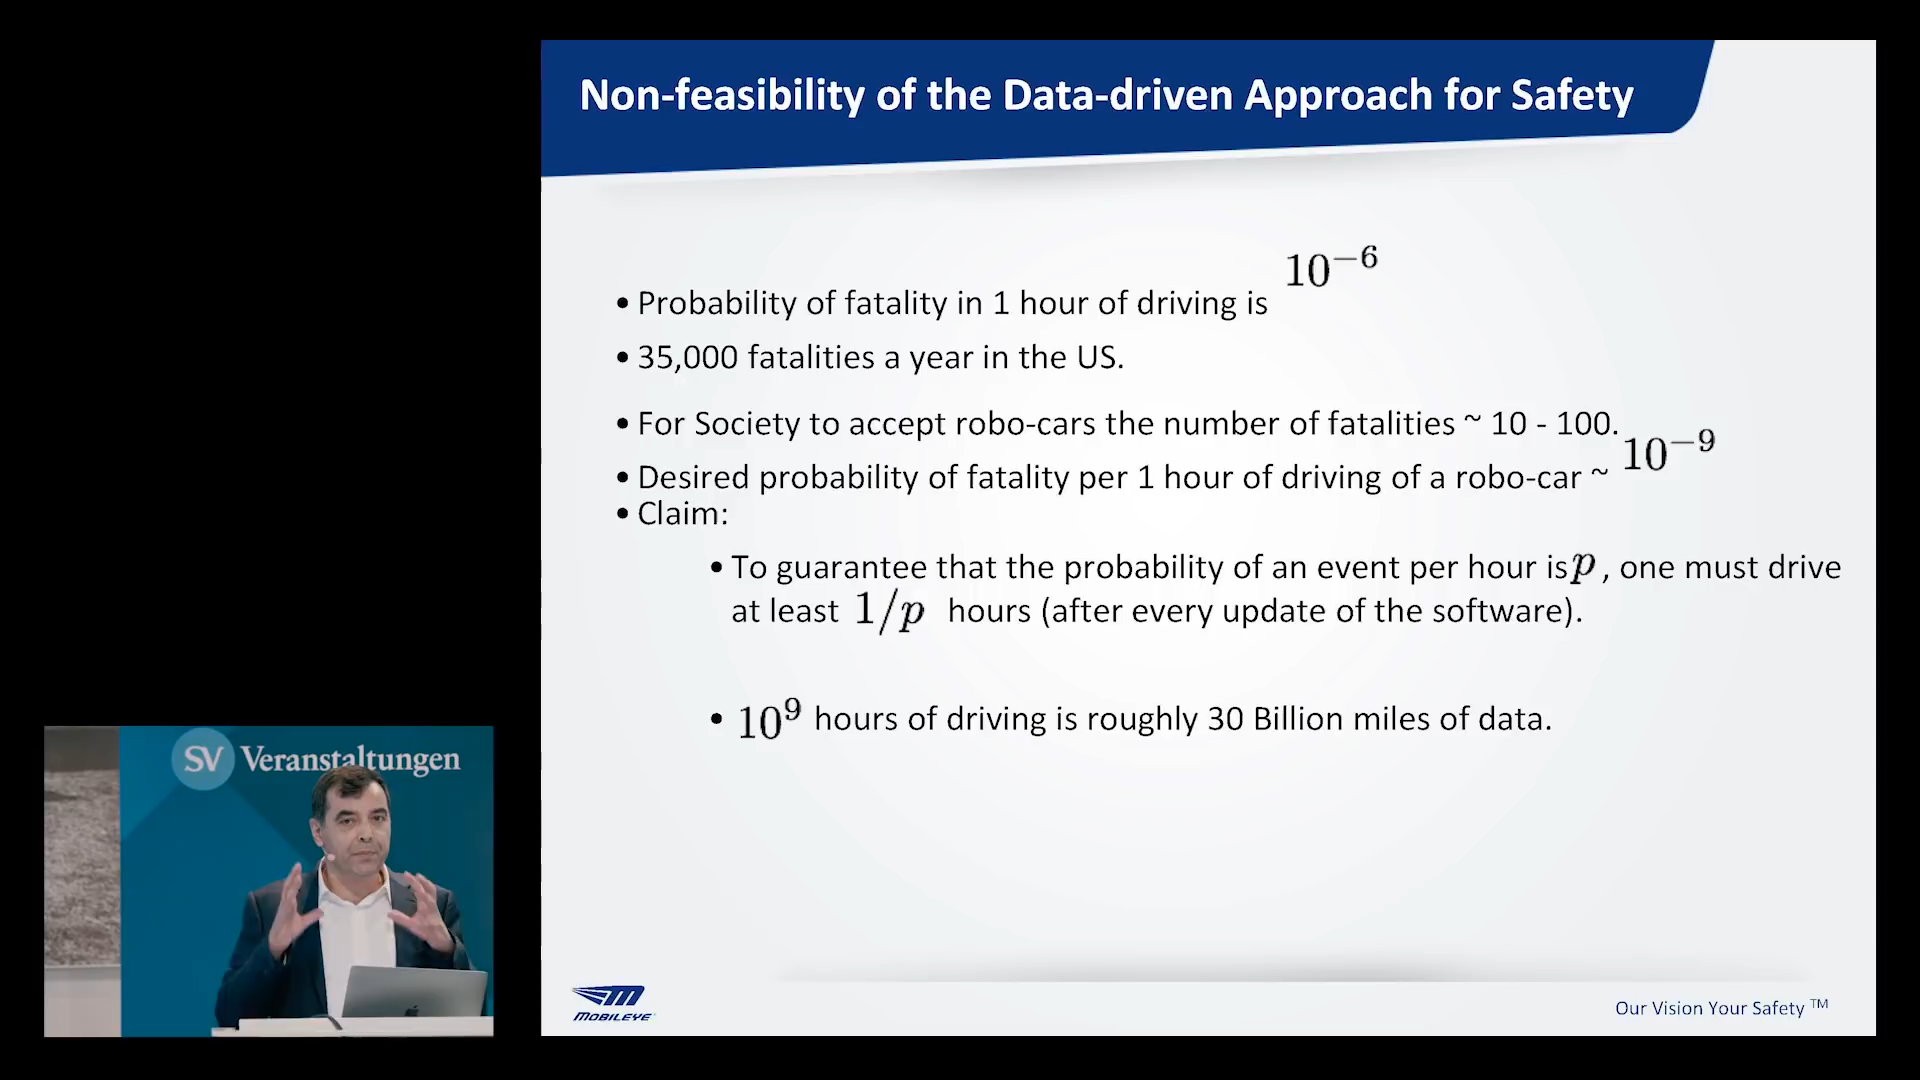 Non-feasibility of the Data-driven Approach for Safety
• Probability of fatality in 1 hour of driving is 10⁻⁶
• 35,000 fatalities a year in the US.
• For Society to accept robo-cars the number of fatalities ~ 10 - 100.
• Desired probability of fatality per 1 hour of driving of a robo-car ~ 10⁻⁹
• Claim:
• To guarantee that the probability of an event per hour is p, one must drive
at least 1/p hours (after every update of the software).
• 10⁹ hours of driving is roughly 30 Billion miles of data.
SV Veranstaltungen
MOBILEYE
Our Vision Your Safety ™